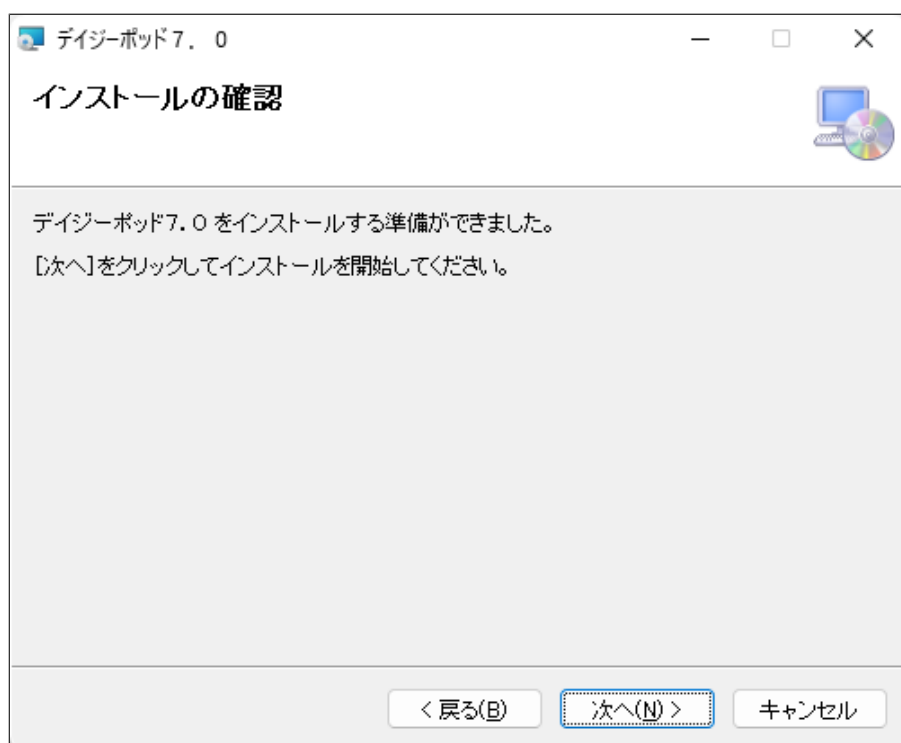 デイジーポッド７．０
インストールの確認
デイジーポッド７．０ をインストールする準備ができました。
[次へ]をクリックしてインストールを開始してください。
< 戻る(B)
次へ(N) >
キャンセル